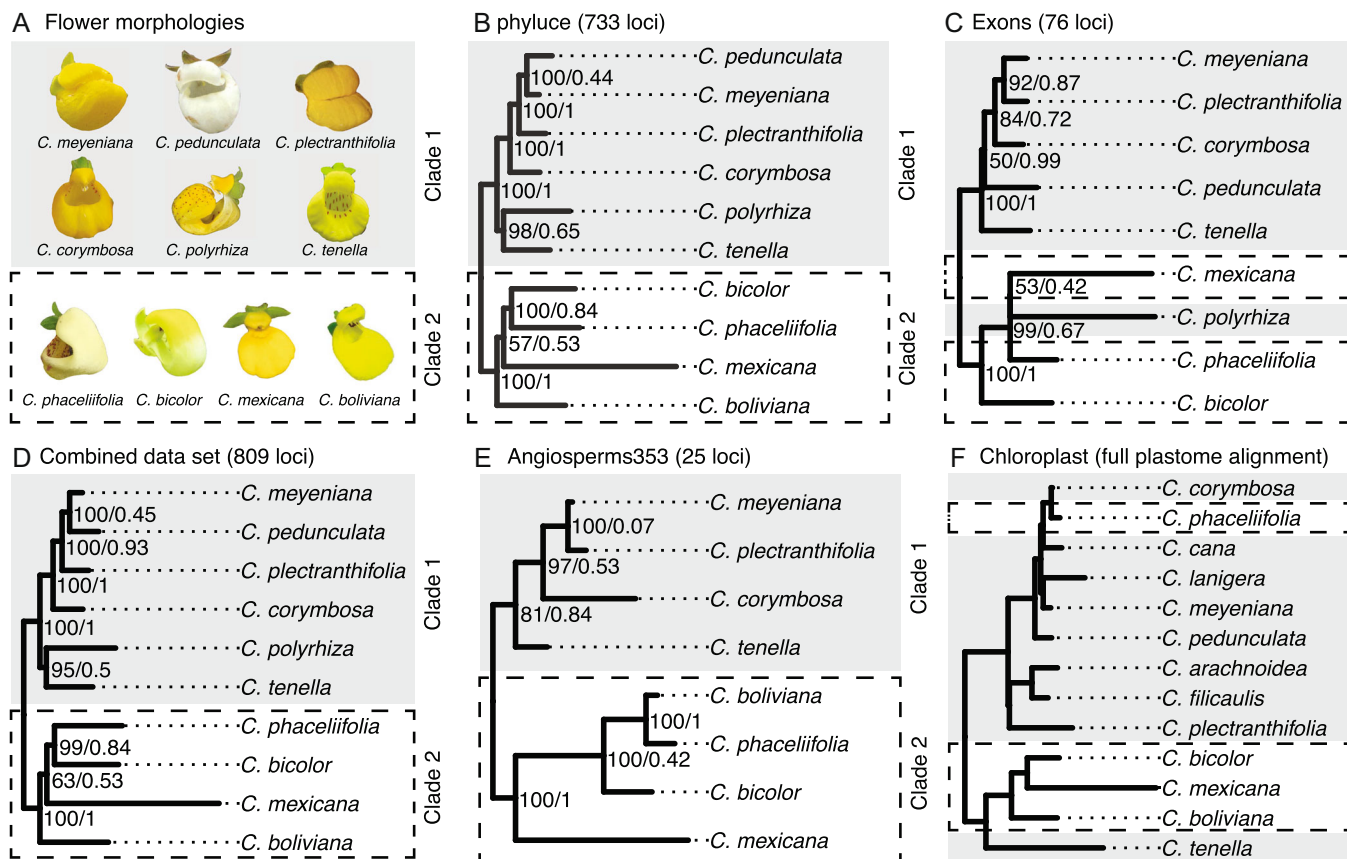 A Flower morphologies
C. meyeniana
C. pedunculata
C. plectranthifolia
C. corymbosa
C. polyrhiza
C. tenella
Clade 1
C. phaceliifolia
C. bicolor
C. mexicana
C. boliviana
Clade 2
B phyluce (733 loci)
C. pedunculata
100/0.44
C. meyeniana
100/1
C. plectranthifolia
100/1
C. corymbosa
100/1
C. polyrhiza
98/0.65
C. tenella
Clade 1
C. bicolor
100/0.84
C. phaceliifolia
57/0.53
C. mexicana
100/1
C. boliviana
Clade 2
C Exons (76 loci)
C. meyeniana
92/0.87
C. plectranthifolia
84/0.72
C. corymbosa
50/0.99
C. pedunculata
100/1
C. tenella
C. mexicana
53/0.42
C. polyrhiza
99/0.67
C. phaceliifolia
100/1
C. bicolor
D Combined data set (809 loci)
C. meyeniana
100/0.45
C. pedunculata
100/0.93
C. plectranthifolia
100/1
C. corymbosa
100/1
C. polyrhiza
95/0.5
C. tenella
Clade 1
C. phaceliifolia
99/0.84
C. bicolor
63/0.53
C. mexicana
100/1
C. boliviana
Clade 2
E Angiosperms353 (25 loci)
C. meyeniana
100/0.07
C. plectranthifolia
97/0.53
C. corymbosa
81/0.84
C. tenella
Clade 1
C. boliviana
100/1
C. phaceliifolia
100/0.42
C. bicolor
100/1
C. mexicana
Clade 2
F Chloroplast (full plastome alignment)
C. corymbosa
C. phaceliifolia
C. cana
C. lanigera
C. meyeniana
C. pedunculata
C. arachnoidea
C. filicaulis
C. plectranthifolia
C. bicolor
C. mexicana
C. boliviana
C. tenella